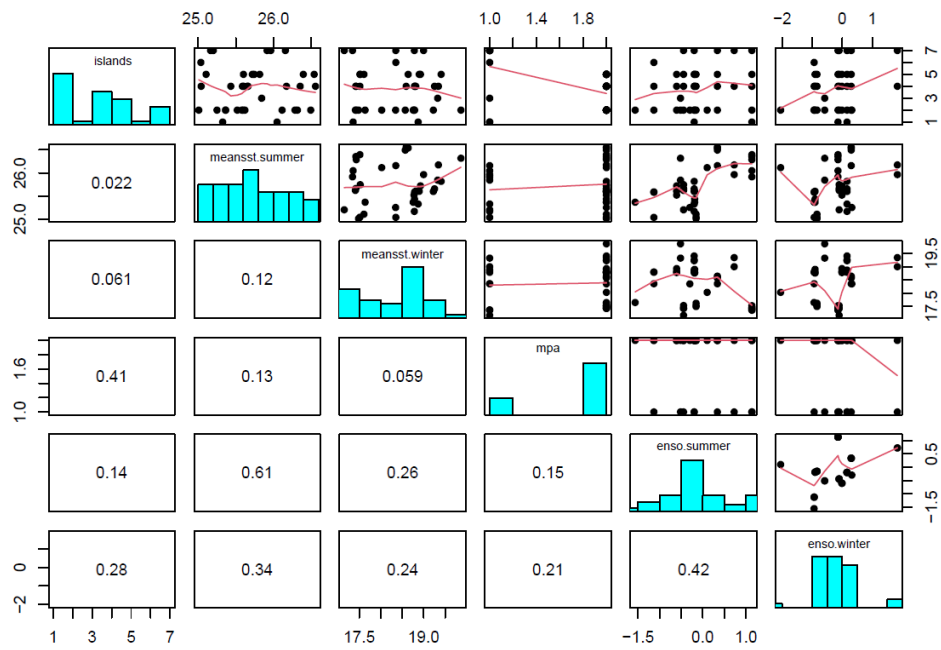 25.0 26.0 1.0 1.4 1.8 −2 0 1
islands
1 3 5 7
25.0 26.0
0.022
meansst.summer
0.061 0.12
meansst.winter
17.5 19.5
1.0 1.6
0.41 0.13 0.059
mpa
0.14 0.61 0.26 0.15
enso.summer
−1.5 0.5
−2 0
0.28 0.34 0.24 0.21 0.42
enso.winter
1 3 5 7 17.5 19.0 −1.5 0.0 1.0